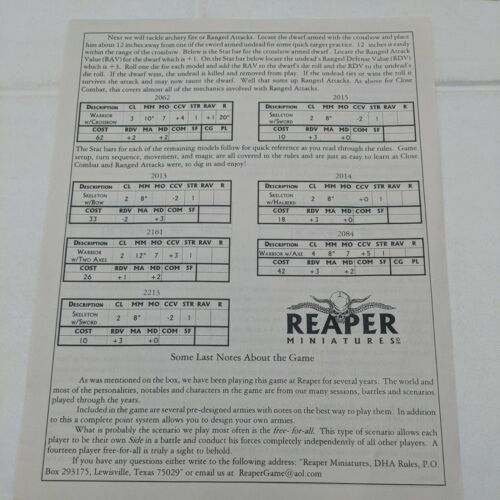 Next we will tackle archery fire or Ranged Attacks. Locate the dwarf armed with the crossbow and place
him about 12 inches away from one of the sword armed undead for some quick target practice. 12 inches is easily
within the range of the crossbow. Below is the Stat bar for the crossbow armed dwarf. Locate the Ranged Attack
Value (RAV) for the dwarf which is +1. On the Stat bar below locate the undead's Ranged Defense Value (RDV)
which is +3. Roll one die for each model and add the RAV to the dwarf's die roll and the RDV to the undead's
die roll. If the dwarf wins, the undead is killed and removed from play. If the undead ties or wins the roll it
survives the attack and may now taunt the dwarf. Well that sums up Ranged Attacks. As above for Close
Combat, this covers almost all of the mechanics involved with Ranged Attacks.
2062
DESCRIPTION CL MM MO CCV STR RAV R
WARRIOR W/CROSSBOW 3 10" 7 +4 1 +1 20"
COST RDV MA MD COM SF CG PL
62 +2 +2
2015
DESCRIPTION CL MM MO CCV STR RAV R
SKELETON W/SWORD 2 8" -2 1
COST RDV MA MD COM SF
10 +3 +0
The Stat bars for each of the remaining models follow for quick reference as you read through the rules. Game
setup, turn sequence, movement, and magic are all covered in the rules and are just as easy to learn as Close
Combat and Ranged Attacks were, so dig in and enjoy!
2013
DESCRIPTION CL MM MO CCV STR RAV R
SKELETON W/BOW 2 8" -2 1
COST RDV MA MD COM SF
33 -2 +3
2014
DESCRIPTION CL MM MO CCV STR RAV R
SKELETON W/HALBERD 2 8" +0 1
COST RDV MA MD COM SF
18 +3 +0
2161
DESCRIPTION CL MM MO CCV STR RAV R
WARRIOR W/TWO AXES 2 12" 7 +3 1
COST RDV MA MD COM SF
26 +1 +2
2084
DESCRIPTION CL MM MO CCV STR RAV R
WARRIOR W/AXE 4 8" 7 +5 1
COST RDV MA MD COM SF CG PL
42 +3 +2
2213
DESCRIPTION CL MM MO CCV STR RAV R
SKELETON W/SWORD 2 8" -2 1
COST RDV MA MD COM SF
10 +3 +0
REAPER
MINIATURES
Some Last Notes About the Game
As was mentioned on the box, we have been playing this game at Reaper for several years. The world and
most of the personalities, notables and characters in the game are from our many sessions, battles and scenarios
played through the years.
Included in the game are several pre-designed armies with notes on the best way to play them. In addition
to this a complete point system allows you to design your own armies.
What is probably the scenario we play most often is the free- for-all. This type of scenario allows each
player to be their own Side in a battle and conduct his forces completely independently of all other players. A
fourteen player free-for-all is truly a sight to behold.
If you have any questions either write to the following address: "Reaper Miniatures, DHA Rules, P.O.
Box 293175, Lewisville, Texas 75029" or email us at ReaperGame@aol.com